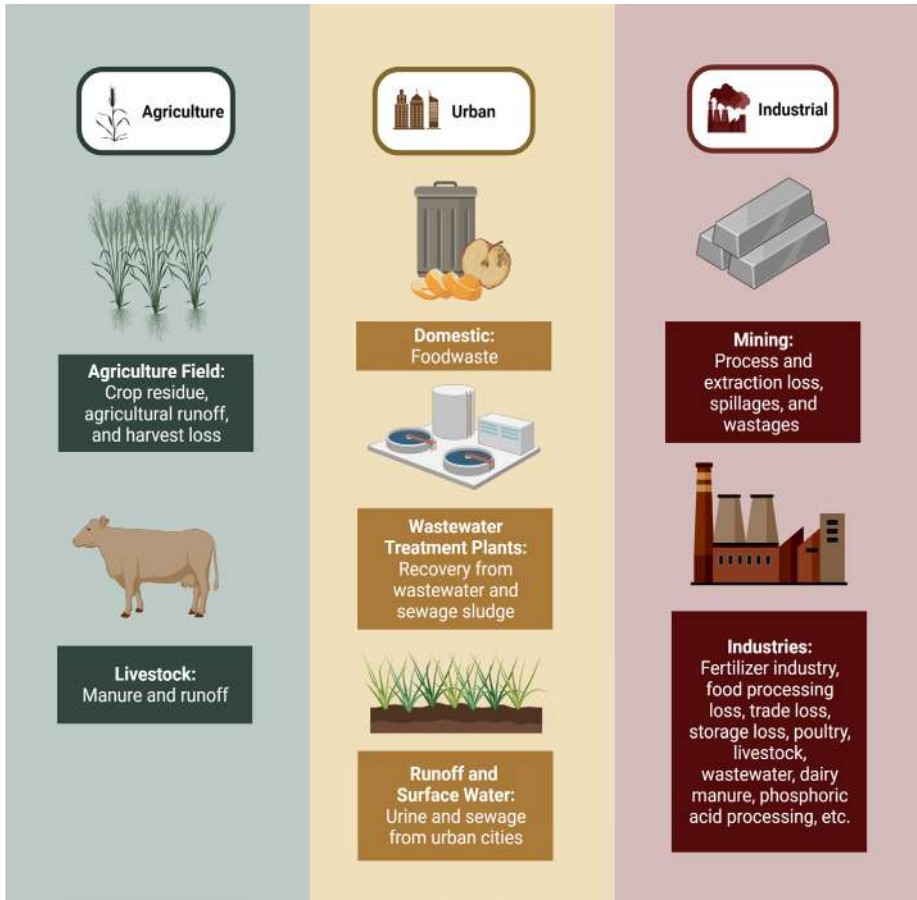 Agriculture
Urban
Industrial
Agriculture Field:
Crop residue,
agricultural runoff,
and harvest loss
Livestock:
Manure and runoff
Domestic:
Foodwaste
Wastewater
Treatment Plants:
Recovery from
wastewater and
sewage sludge
Runoff and
Surface Water:
Urine and sewage
from urban cities
Mining:
Process and
extraction loss,
spillages, and
wastages
Industries:
Fertilizer industry,
food processing
loss, trade loss,
storage loss, poultry,
livestock,
wastewater, dairy
manure, phosphoric
acid processing, etc.